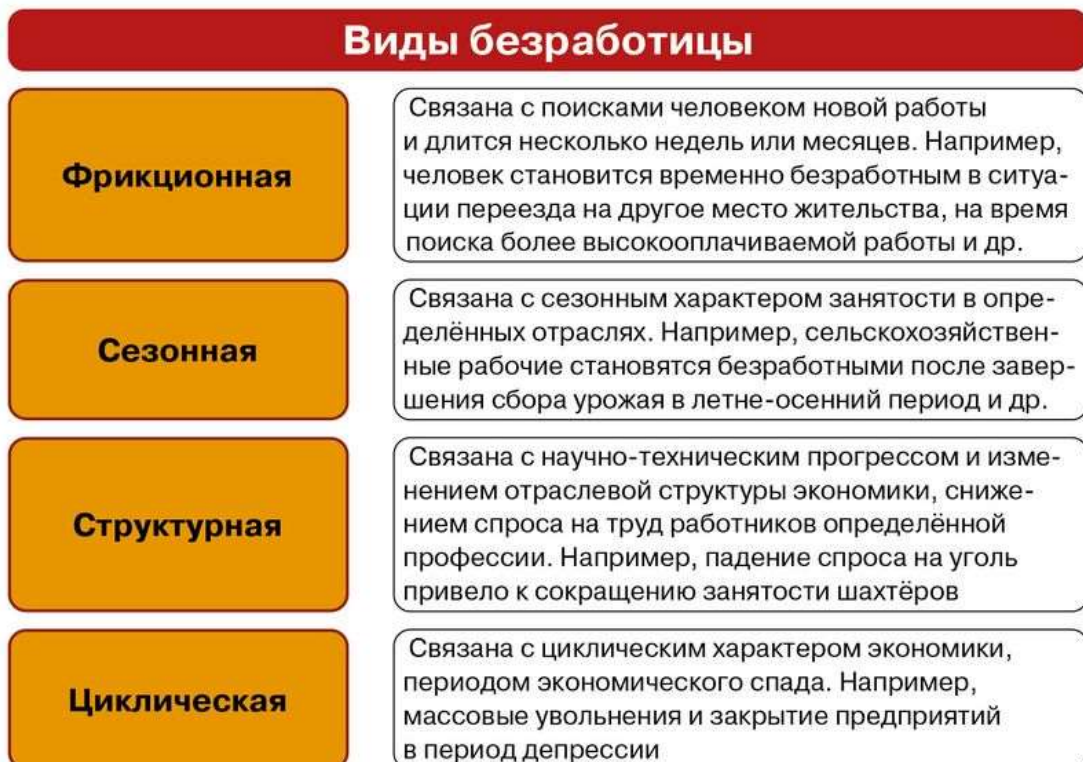 Виды безработицы
Фрикционная
Связана с поисками человеком новой работы
и длится несколько недель или месяцев. Например,
человек становится временно безработным в ситуа-
ции переезда на другое место жительства, на время
поиска более высокооплачиваемой работы и др.
Сезонная
Связана с сезонным характером занятости в опре-
делённых отраслях. Например, сельскохозяйствен-
ные рабочие становятся безработными после завер-
шения сбора урожая в летне-осенний период и др.
Структурная
Связана с научно-техническим прогрессом и изме-
нением отраслевой структуры экономики, сниже-
нием спроса на труд работников определённой
профессии. Например, падение спроса на уголь
привело к сокращению занятости шахтёров
Циклическая
Связана с циклическим характером экономики,
периодом экономического спада. Например,
массовые увольнения и закрытие предприятий
в период депрессии